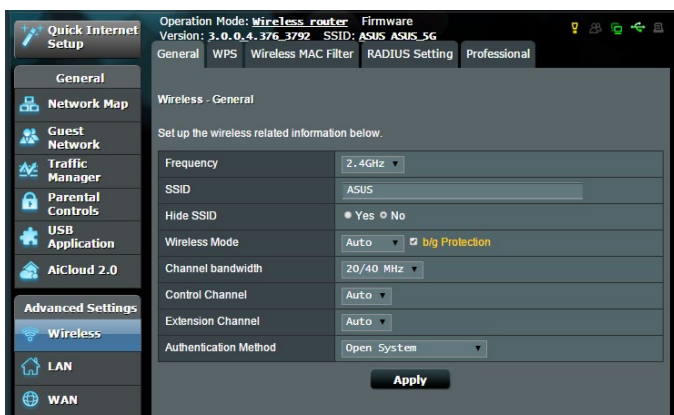 Quick Internet
Setup
Operation Mode: Wireless router Firmware
Version: 3.0.0.4.376_3792 SSID: ASUS ASUS_5G
General WPS Wireless MAC Filter RADIUS Setting Professional
General
Network Map
Guest
Network
Traffic
Manager
Parental
Controls
USB
Application
AiCloud 2.0
Advanced Settings
Wireless
LAN
WAN
Wireless - General
Set up the wireless related information below.
Frequency 2.4GHz
SSID ASUS
Hide SSID Yes No
Wireless Mode Auto b/g Protection
Channel bandwidth 20/40 MHz
Control Channel Auto
Extension Channel Auto
Authentication Method Open System
Apply